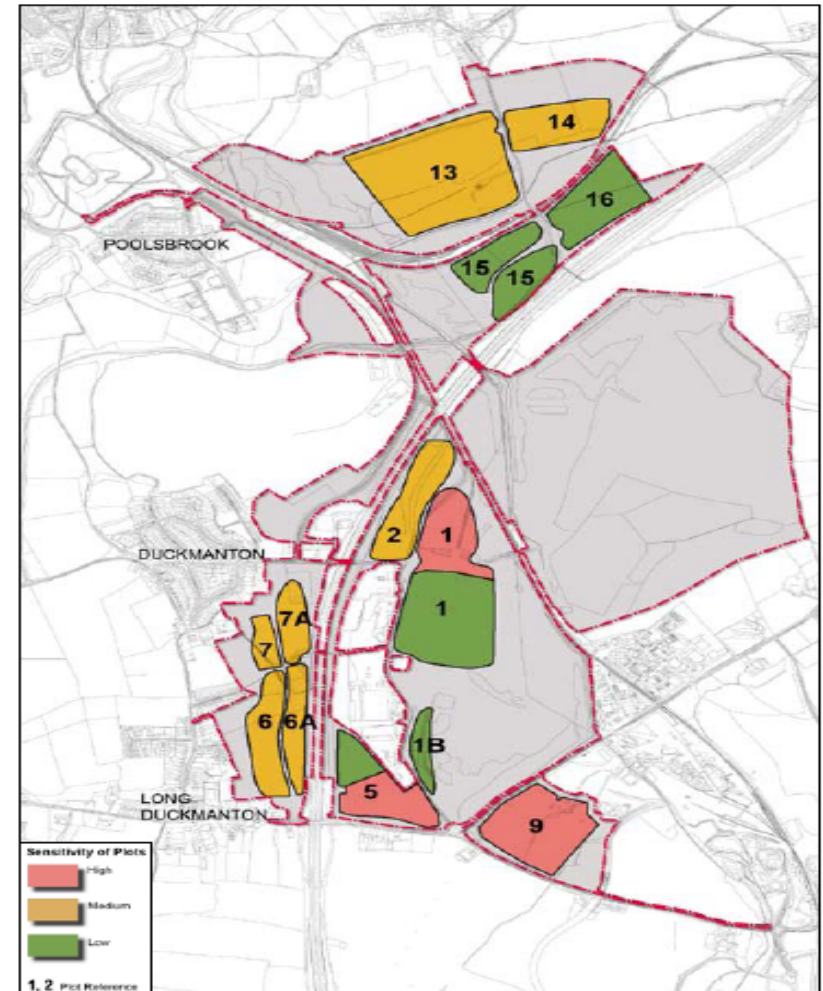 14
13
16
POOLSBROOK
15
15
2
1
DUCKMANTON
1
7A
7
6
6A
1B
5
LONG
DUCKMANTON
9
Sensitivity of Plots
High
Medium
Low
1, 2 Plot Reference